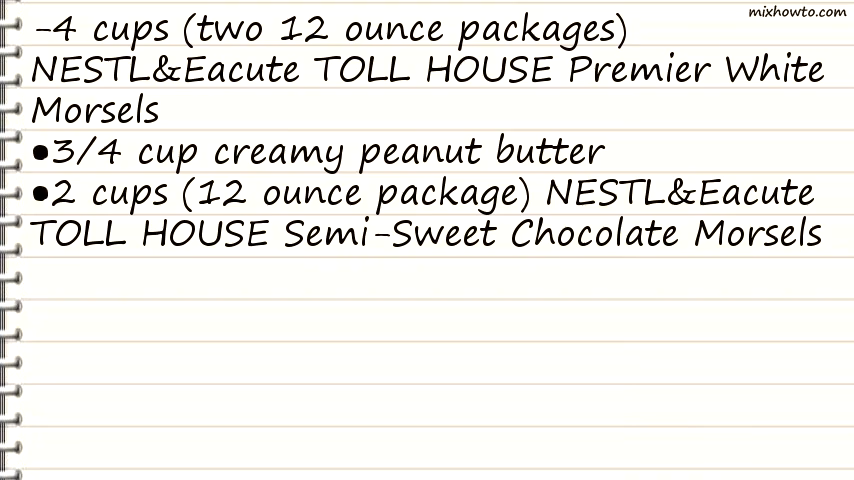 mixhowto.com
-4 cups (two 12 ounce packages)
NESTL&Eacute TOLL HOUSE Premier White
Morsels
●3/4 cup creamy peanut butter
●2 cups (12 ounce package) NESTL&Eacute
TOLL HOUSE Semi-Sweet Chocolate Morsels